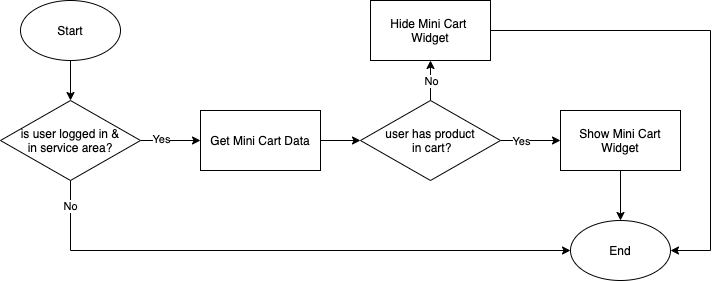 Start
Hide Mini Cart
Widget
No
is user logged in &
in service area?
Yes
Get Mini Cart Data
user has product
in cart?
Yes
Show Mini Cart
Widget
No
End